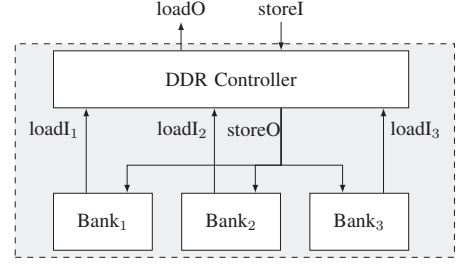 loadO storeI
DDR Controller
loadI₁ loadI₂ storeO loadI₃
Bank₁ Bank₂ Bank₃